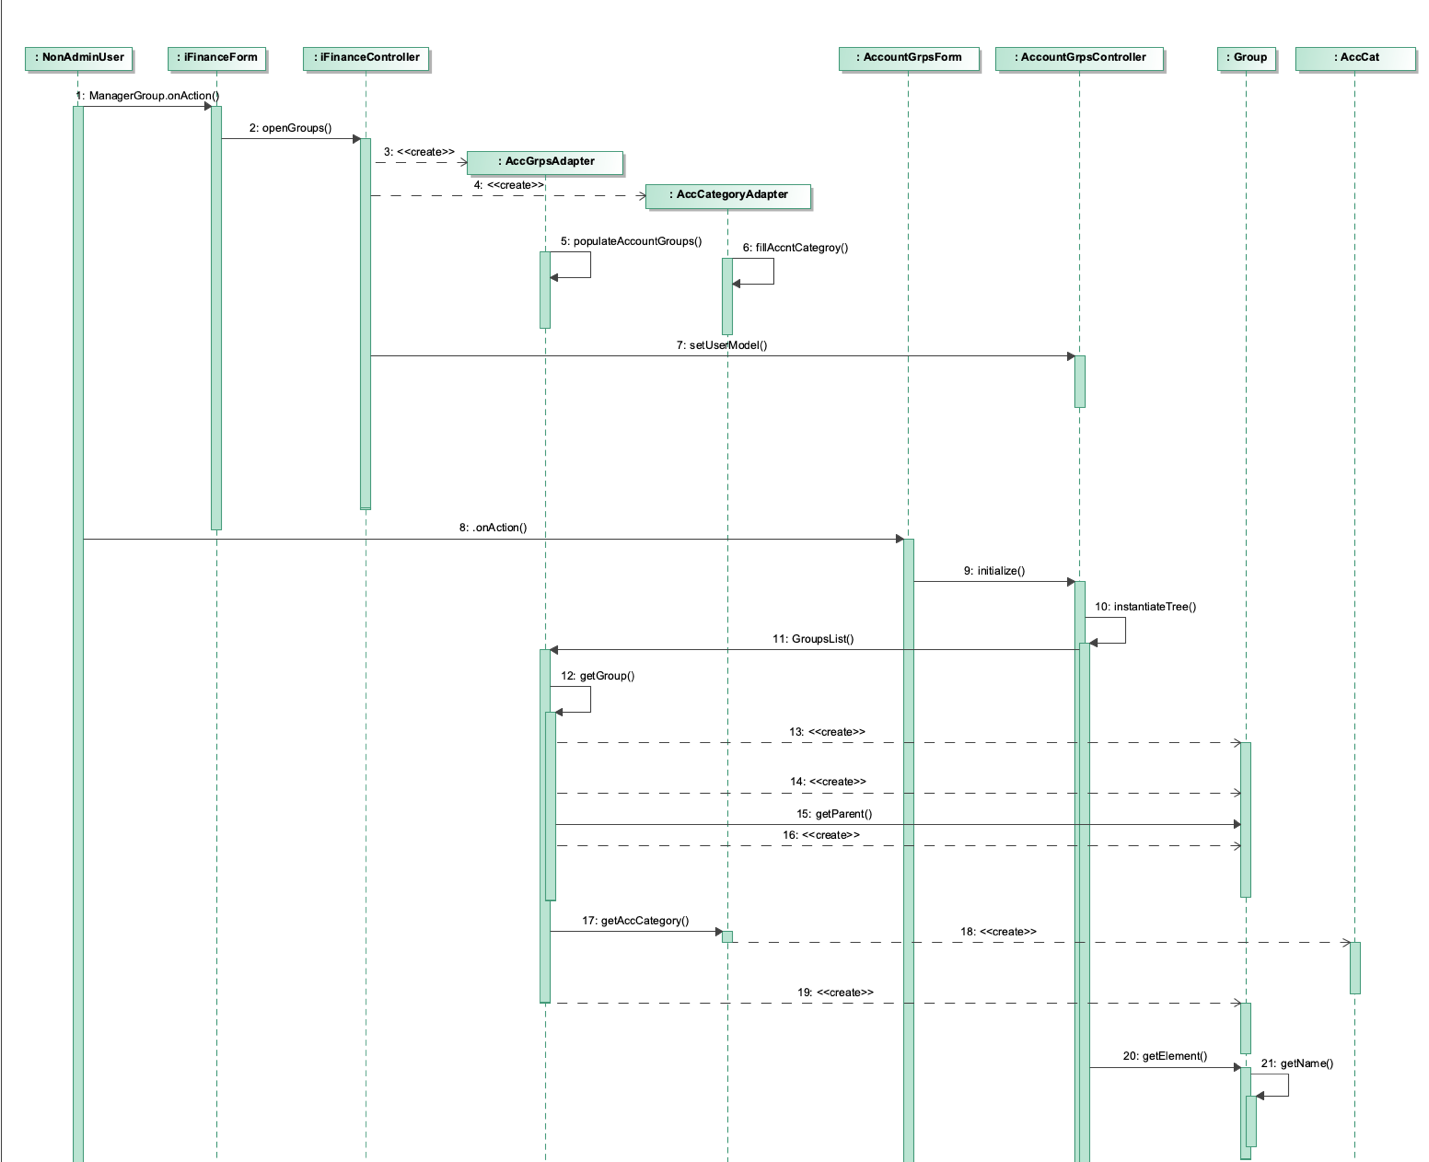 : NonAdminUser
: iFinanceForm
: iFinanceController
: AccountGrpsForm
: AccountGrpsController
: Group
: AccCat
1: ManagerGroup.onAction()
2: openGroups()
3: <<create>>
: AccGrpsAdapter
4: <<create>>
: AccCategoryAdapter
5: populateAccountGroups()
6: fillAccntCategroy()
7: setUserModel()
8: .onAction()
9: initialize()
10: instantiateTree()
11: GroupsList()
12: getGroup()
13: <<create>>
14: <<create>>
15: getParent()
16: <<create>>
17: getAccCategory()
18: <<create>>
19: <<create>>
20: getElement()
21: getName()